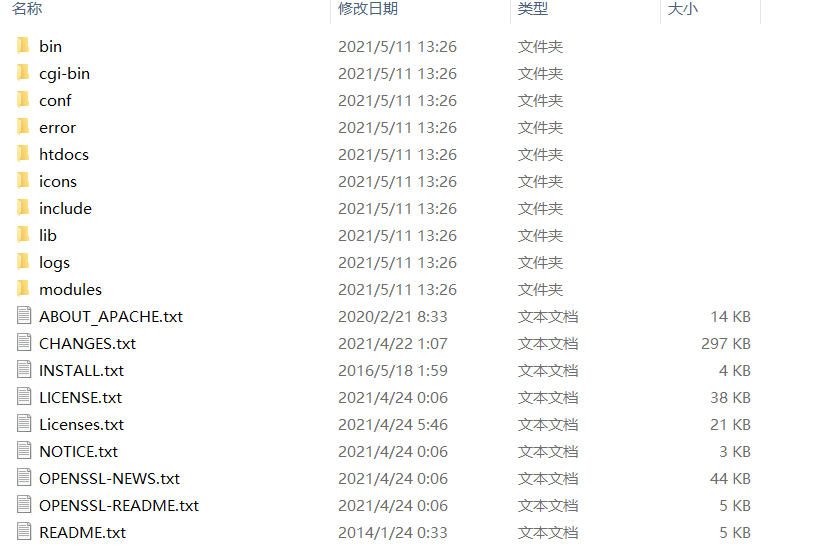 名称 修改日期 类型 大小
bin 2021/5/11 13:26 文件夹
cgi-bin 2021/5/11 13:26 文件夹
conf 2021/5/11 13:26 文件夹
error 2021/5/11 13:26 文件夹
htdocs 2021/5/11 13:26 文件夹
icons 2021/5/11 13:26 文件夹
include 2021/5/11 13:26 文件夹
lib 2021/5/11 13:26 文件夹
logs 2021/5/11 13:26 文件夹
modules 2021/5/11 13:26 文件夹
ABOUT_APACHE.txt 2020/2/21 8:33 文本文档 14 KB
CHANGES.txt 2021/4/22 1:07 文本文档 297 KB
INSTALL.txt 2016/5/18 1:59 文本文档 4 KB
LICENSE.txt 2021/4/24 0:06 文本文档 38 KB
Licenses.txt 2021/4/24 5:46 文本文档 21 KB
NOTICE.txt 2021/4/24 0:06 文本文档 3 KB
OPENSSL-NEWS.txt 2021/4/24 0:06 文本文档 44 KB
OPENSSL-README.txt 2021/4/24 0:06 文本文档 5 KB
README.txt 2014/1/24 0:33 文本文档 5 KB